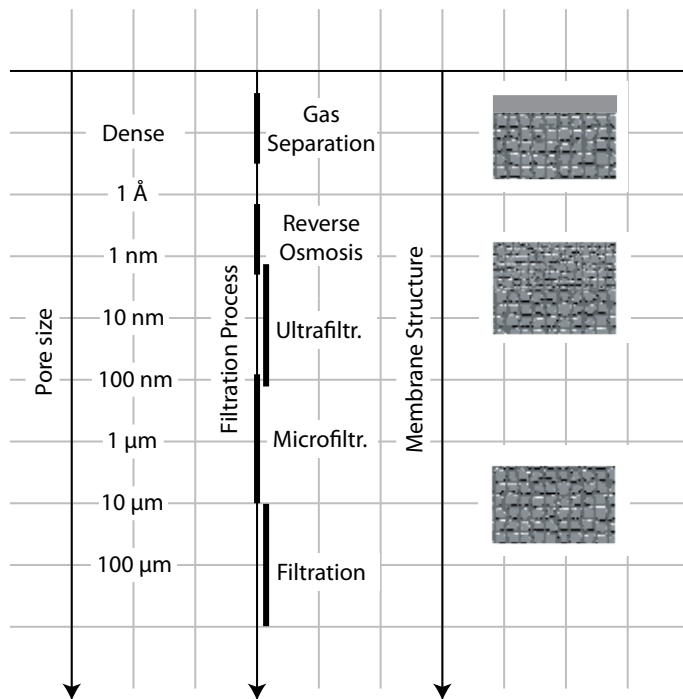 Pore size
Dense
1 Å
1 nm
10 nm
100 nm
1 µm
10 µm
100 µm
Filtration Process
Gas
Separation
Reverse
Osmosis
Ultrafiltr.
Microfiltr.
Filtration
Membrane Structure